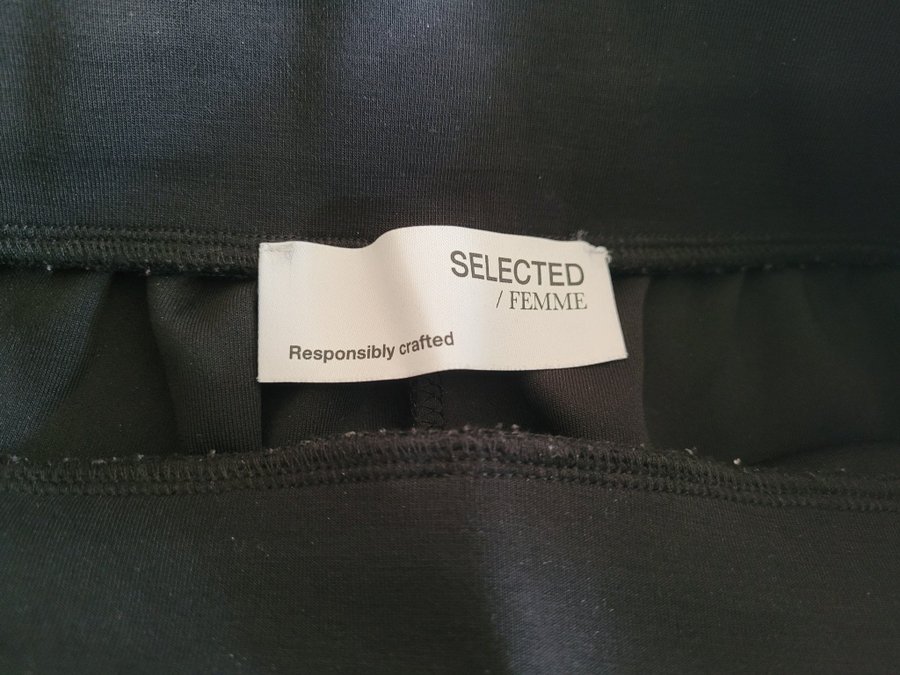 SELECTED
/ FEMME
Responsibly crafted